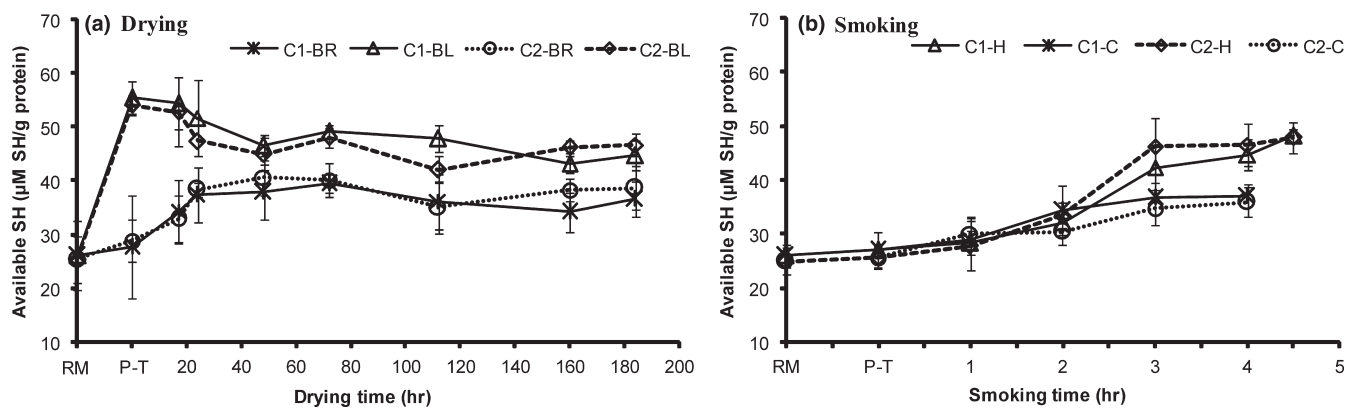 (a) Drying
C1-BR C1-BL C2-BR C2-BL
Available SH (µM SH/g protein)
70
60
50
40
30
20
10
RM P-T 20 40 60 80 100 120 140 160 180 200
Drying time (hr)
(b) Smoking
C1-H C1-C C2-H C2-C
Available SH (µM SH/g protein)
70
60
50
40
30
20
10
RM P-T 1 2 3 4 5
Smoking time (hr)